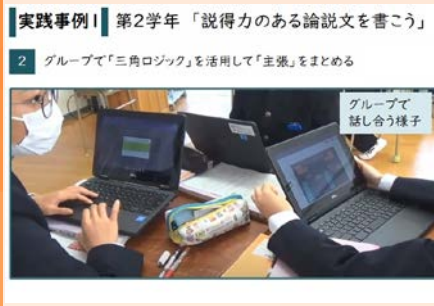 実践事例Ⅰ 第2学年 「説得力のある論説文を書こう」
2 グループで「三角ロジック」を活用して「主張」をまとめる
グループで
話し合う様子